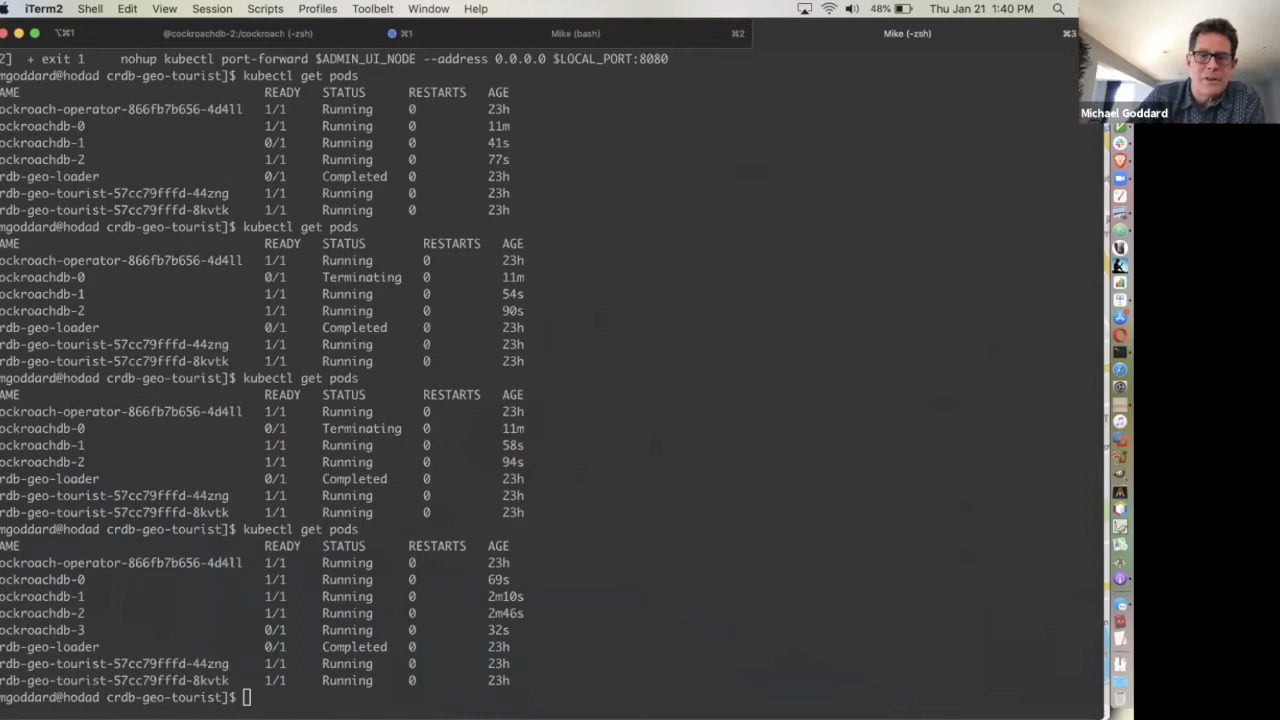 iTerm2 Shell Edit View Session Scripts Profiles Toolbelt Window Help 48% Thu Jan 21 1:40 PM
⌥⌘1 @cockroachdb-2:/cockroach (-zsh) ⌘1 Mike (bash) ⌘2 Mike (-zsh) ⌘3
Michael Goddard
2] + exit 1 nohup kubectl port-forward $ADMIN_UI_NODE --address 0.0.0.0 $LOCAL_PORT:8080
mgoddard@hodad crdb-geo-tourist]$ kubectl get pods
AME READY STATUS RESTARTS AGE
ockroach-operator-866fb7b656-4d4ll 1/1 Running 0 23h
ockroachdb-0 1/1 Running 0 11m
ockroachdb-1 0/1 Running 0 41s
ockroachdb-2 1/1 Running 0 77s
rdb-geo-loader 0/1 Completed 0 23h
rdb-geo-tourist-57cc79fffd-44zng 1/1 Running 0 23h
rdb-geo-tourist-57cc79fffd-8kvtk 1/1 Running 0 23h
mgoddard@hodad crdb-geo-tourist]$ kubectl get pods
AME READY STATUS RESTARTS AGE
ockroach-operator-866fb7b656-4d4ll 1/1 Running 0 23h
ockroachdb-0 0/1 Terminating 0 11m
ockroachdb-1 1/1 Running 0 54s
ockroachdb-2 1/1 Running 0 90s
rdb-geo-loader 0/1 Completed 0 23h
rdb-geo-tourist-57cc79fffd-44zng 1/1 Running 0 23h
rdb-geo-tourist-57cc79fffd-8kvtk 1/1 Running 0 23h
mgoddard@hodad crdb-geo-tourist]$ kubectl get pods
AME READY STATUS RESTARTS AGE
ockroach-operator-866fb7b656-4d4ll 1/1 Running 0 23h
ockroachdb-0 0/1 Terminating 0 11m
ockroachdb-1 1/1 Running 0 58s
ockroachdb-2 1/1 Running 0 94s
rdb-geo-loader 0/1 Completed 0 23h
rdb-geo-tourist-57cc79fffd-44zng 1/1 Running 0 23h
rdb-geo-tourist-57cc79fffd-8kvtk 1/1 Running 0 23h
mgoddard@hodad crdb-geo-tourist]$ kubectl get pods
AME READY STATUS RESTARTS AGE
ockroach-operator-866fb7b656-4d4ll 1/1 Running 0 23h
ockroachdb-0 1/1 Running 0 69s
ockroachdb-1 1/1 Running 0 2m10s
ockroachdb-2 1/1 Running 0 2m46s
ockroachdb-3 0/1 Running 0 32s
rdb-geo-loader 0/1 Completed 0 23h
rdb-geo-tourist-57cc79fffd-44zng 1/1 Running 0 23h
rdb-geo-tourist-57cc79fffd-8kvtk 1/1 Running 0 23h
mgoddard@hodad crdb-geo-tourist]$